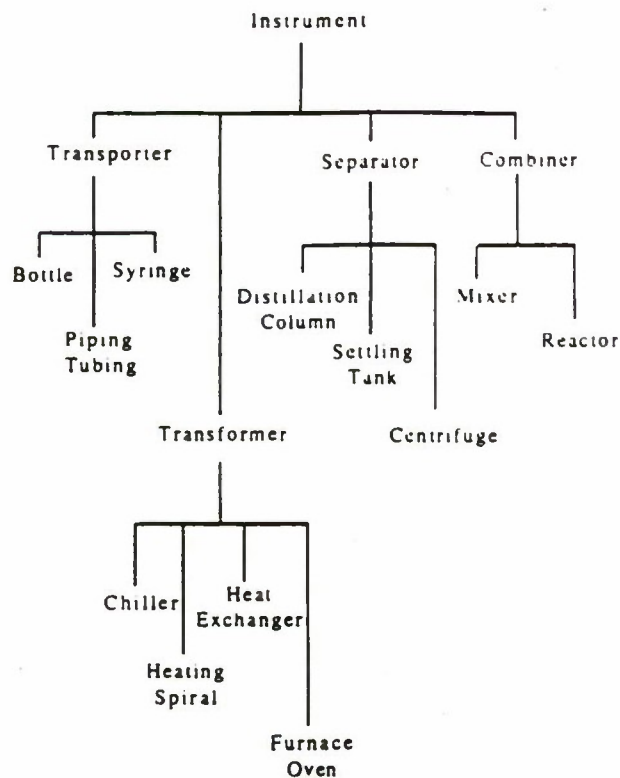 Instrument
Transporter
Separator
Combiner
Bottle
Syringe
Piping
Tubing
Distillation
Column
Settling
Tank
Centrifuge
Mixer
Reactor
Transformer
Chiller
Heating
Spiral
Heat
Exchanger
Furnace
Oven